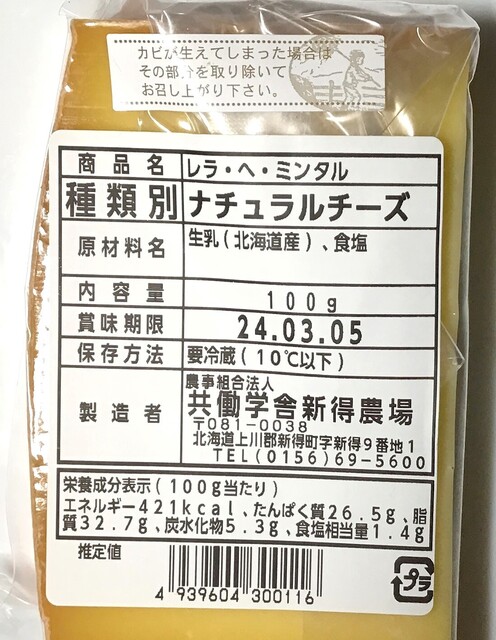 カビが生えてしまった場合は
その部分を取り除いて
お召し上がり下さい。
商品名 レラ・ヘ・ミンタル
種類別 ナチュラルチーズ
原材料名 生乳(北海道産)、食塩
内容量 100g
賞味期限 24.03.05
保存方法 要冷蔵(10℃以下)
製造者 農事組合法人
共働学舎新得農場
〒081-0038
北海道上川郡新得町字新得9番地1
TEL(0156)69-5600
栄養成分表示(100g当たり)
エネルギー421kcal、たんぱく質26.5g、脂
質32.7g、炭水化物5.3g、食塩相当量1.4g
推定値
4 939604 300116
プラ